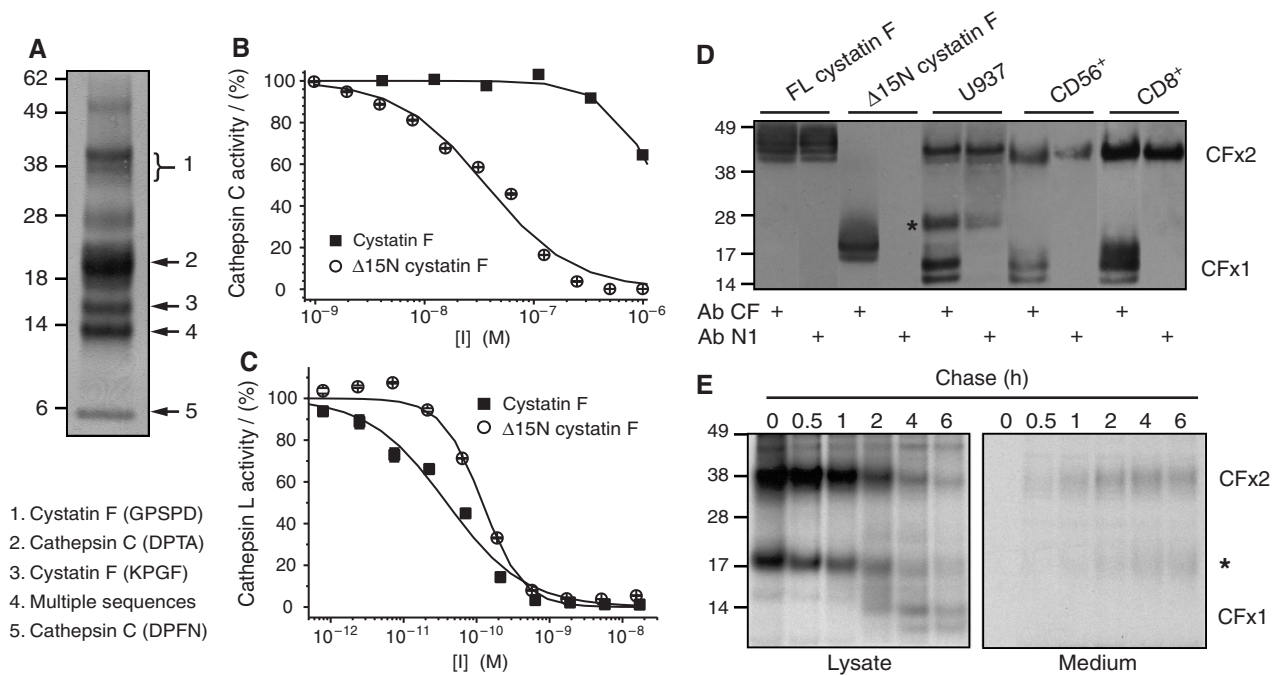 A
62
49
38
28
18
14
6
1
2
3
4
5
1. Cystatin F (GPSPD)
2. Cathepsin C (DPTA)
3. Cystatin F (KPGF)
4. Multiple sequences
5. Cathepsin C (DPFN)
B
Cathepsin C activity / (%)
100
80
60
40
20
0
Cystatin F
Δ15N cystatin F
10⁻⁹ 10⁻⁸ 10⁻⁷ 10⁻⁶
[I] (M)
C
Cathepsin L activity / (%)
100
80
60
40
20
0
Cystatin F
Δ15N cystatin F
10⁻¹² 10⁻¹¹ 10⁻¹⁰ 10⁻⁹ 10⁻⁸
[I] (M)
D
FL cystatin F
Δ15N cystatin F
U937
CD56⁺
CD8⁺
49
38
28
17
14
*
CFx2
CFx1
Ab CF + + + + +
Ab N1 + + + + +
E
Chase (h)
0 0.5 1 2 4 6 0 0.5 1 2 4 6
49
38
28
17
14
CFx2
*
CFx1
Lysate Medium